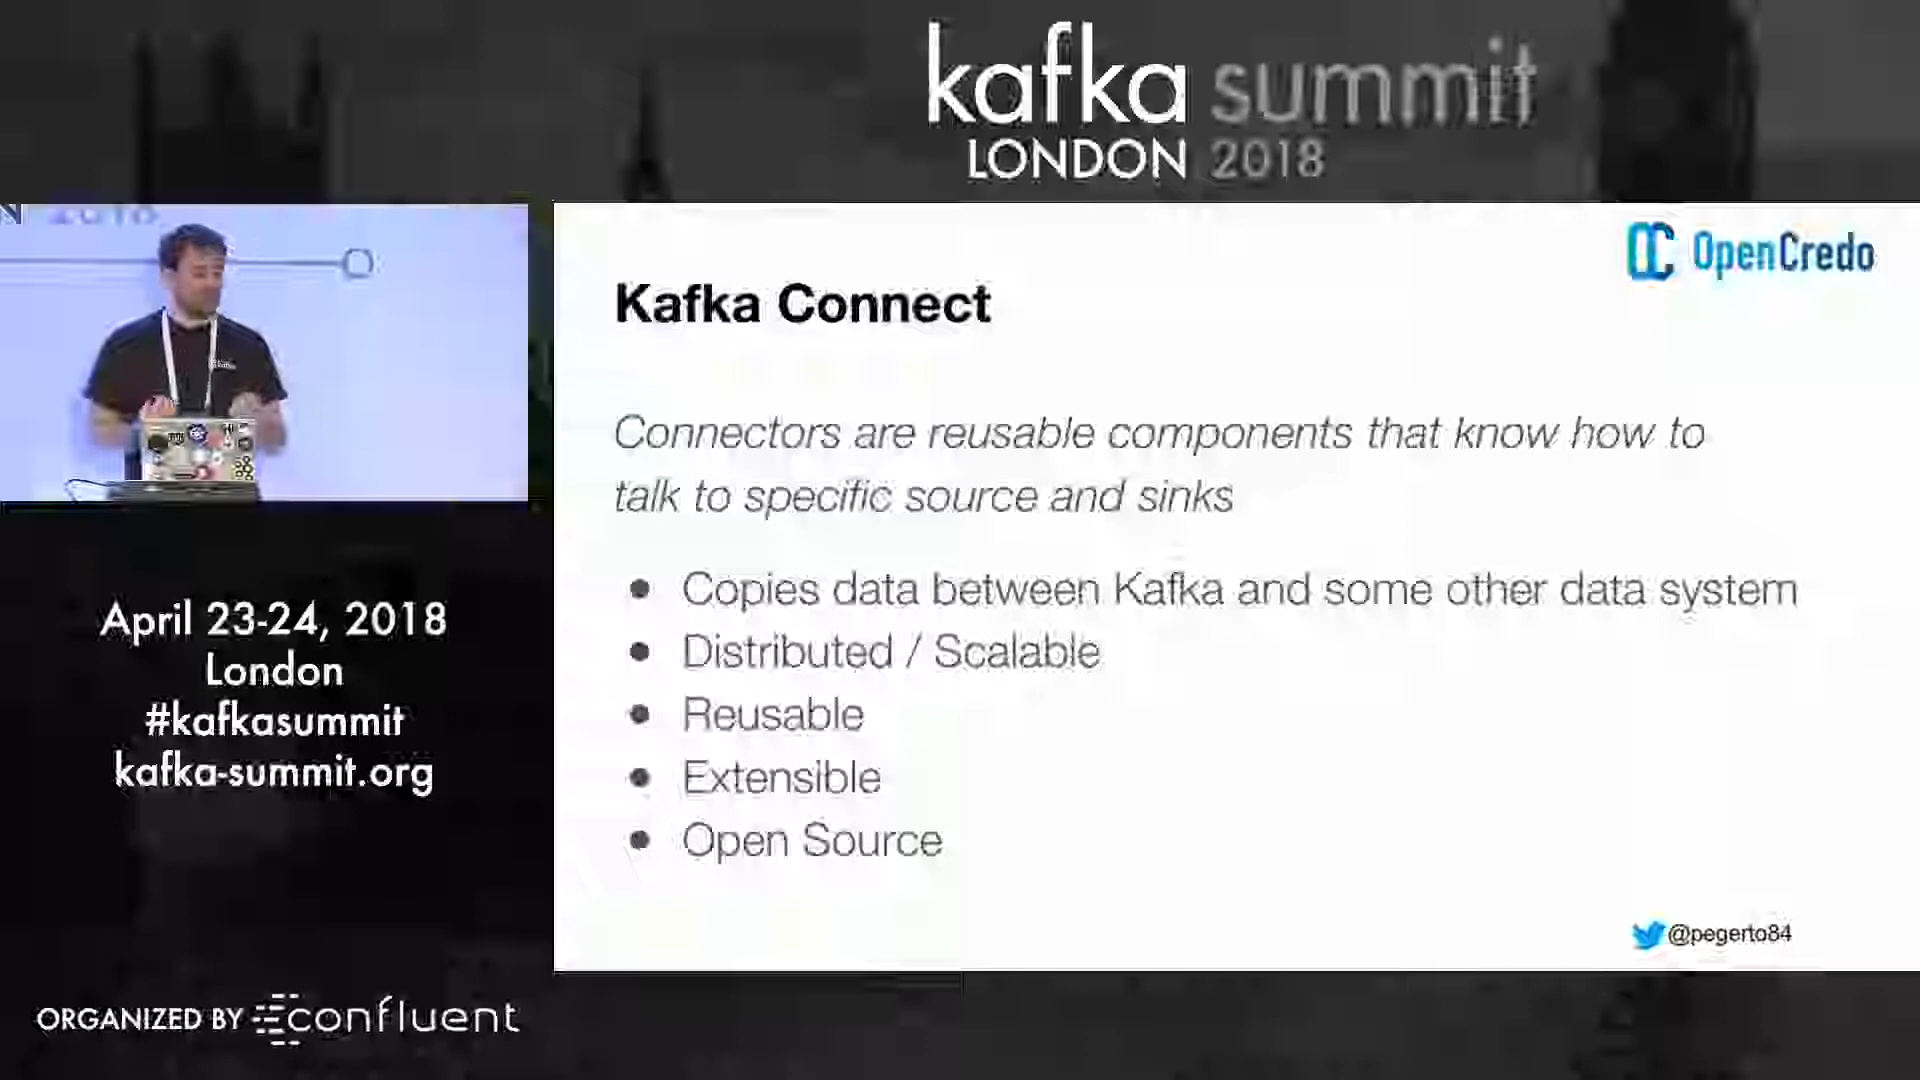 kafka summit
LONDON 2018
2018
OpenCredo
Kafka Connect
Connectors are reusable components that know how to
talk to specific source and sinks
● Copies data between Kafka and some other data system
● Distributed / Scalable
● Reusable
● Extensible
● Open Source
@pegerto84
April 23-24, 2018
London
#kafkasummit
kafka-summit.org
ORGANIZED BY confluent